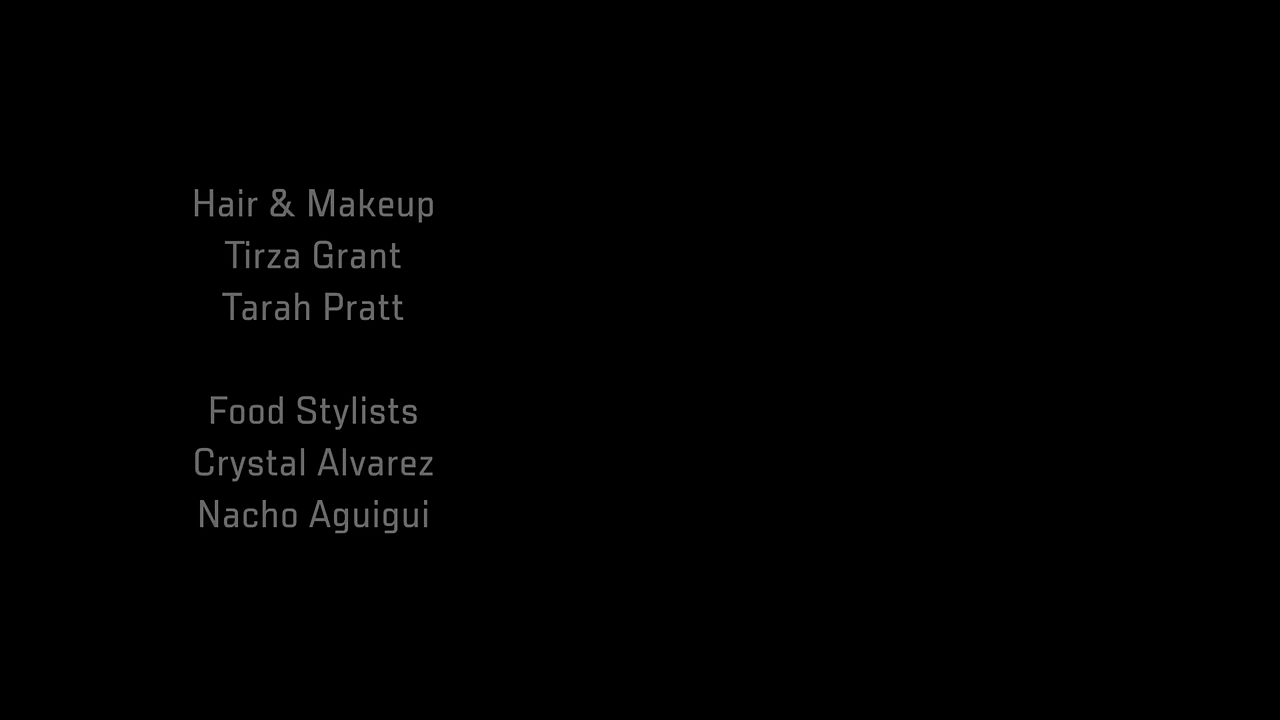 Hair & Makeup
Tirza Grant
Tarah Pratt
Food Stylists
Crystal Alvarez
Nacho Aguigui